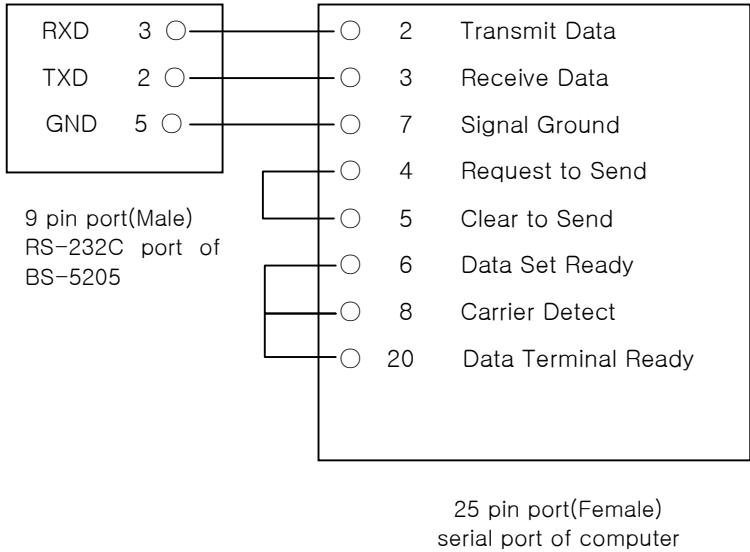 RXD 3 2 Transmit Data
TXD 2 3 Receive Data
GND 5 7 Signal Ground
4 Request to Send
5 Clear to Send
6 Data Set Ready
8 Carrier Detect
20 Data Terminal Ready
9 pin port(Male)
RS-232C port of
BS-5205
25 pin port(Female)
serial port of computer